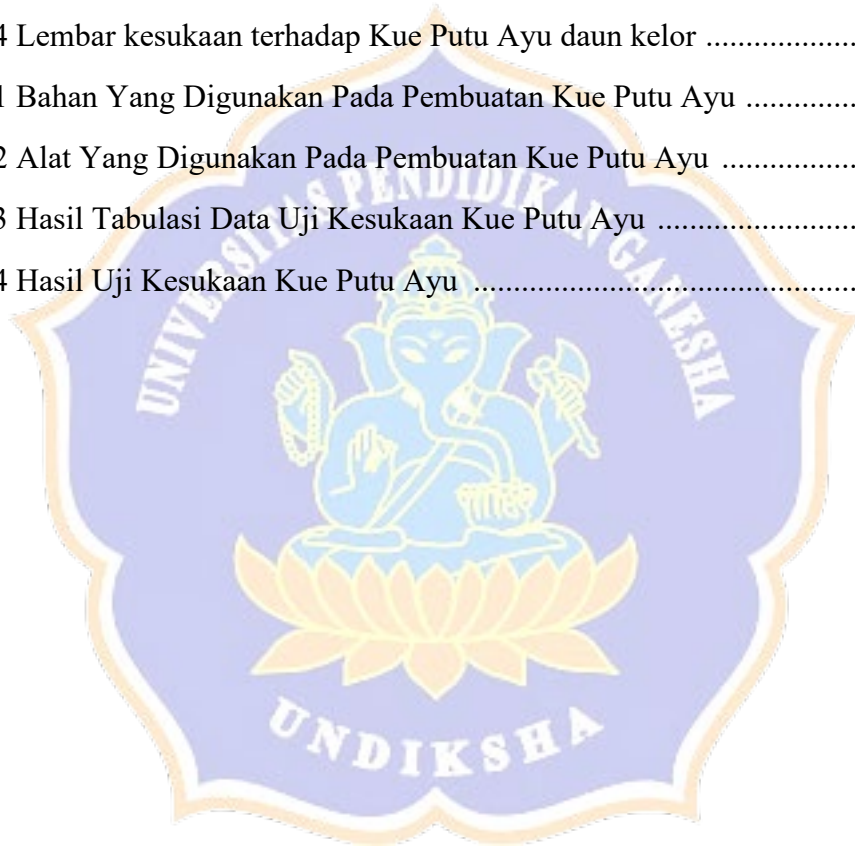 4 Lembar kesukaan terhadap Kue Putu Ayu daun kelor ...................
1 Bahan Yang Digunakan Pada Pembuatan Kue Putu Ayu ..............
2 Alat Yang Digunakan Pada Pembuatan Kue Putu Ayu .................
3 Hasil Tabulasi Data Uji Kesukaan Kue Putu Ayu .........................
4 Hasil Uji Kesukaan Kue Putu Ayu ................................................
UNIVERSITAS PENDIDIKAN GANESHA
UNDIKSHA